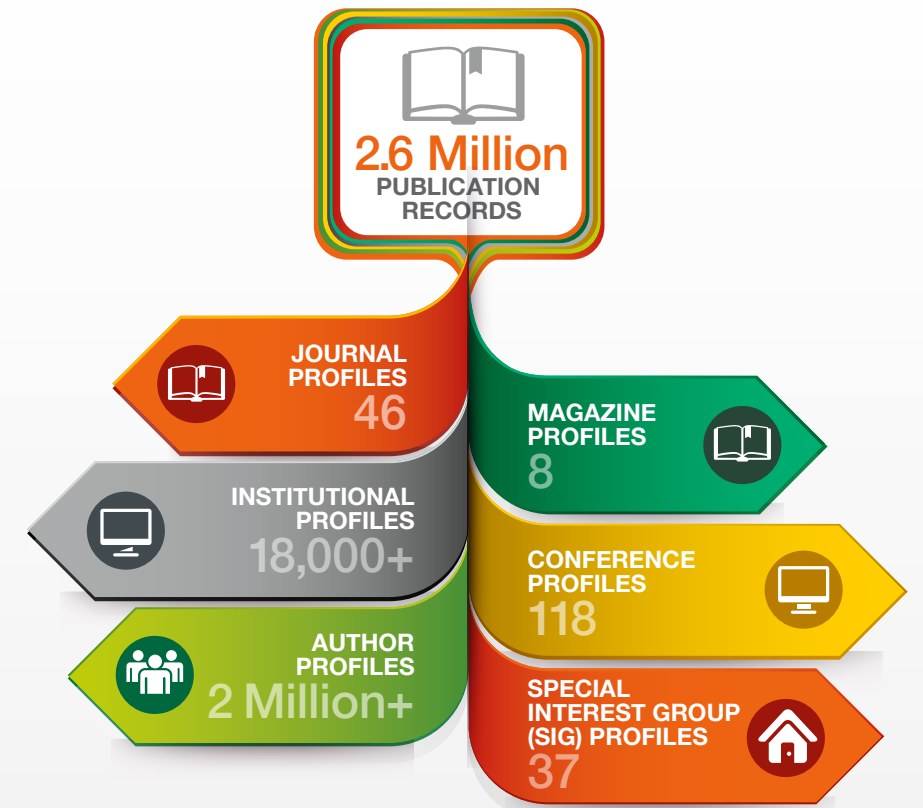 2.6 Million
PUBLICATION
RECORDS
JOURNAL
PROFILES
46
MAGAZINE
PROFILES
8
INSTITUTIONAL
PROFILES
18,000+
CONFERENCE
PROFILES
118
AUTHOR
PROFILES
2 Million+
SPECIAL
INTEREST GROUP
(SIG) PROFILES
37